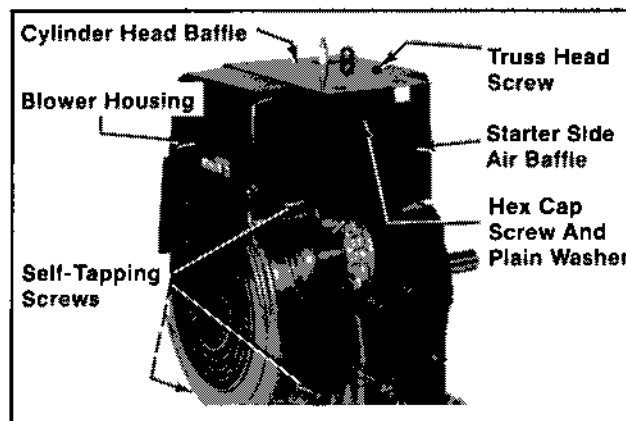 Cylinder Head Baffle
Truss Head
Screw
Blower Housing
Starter Side
Air Baffle
Hex Cap
Screw And
Plain Washer
Self-Tapping
Screws